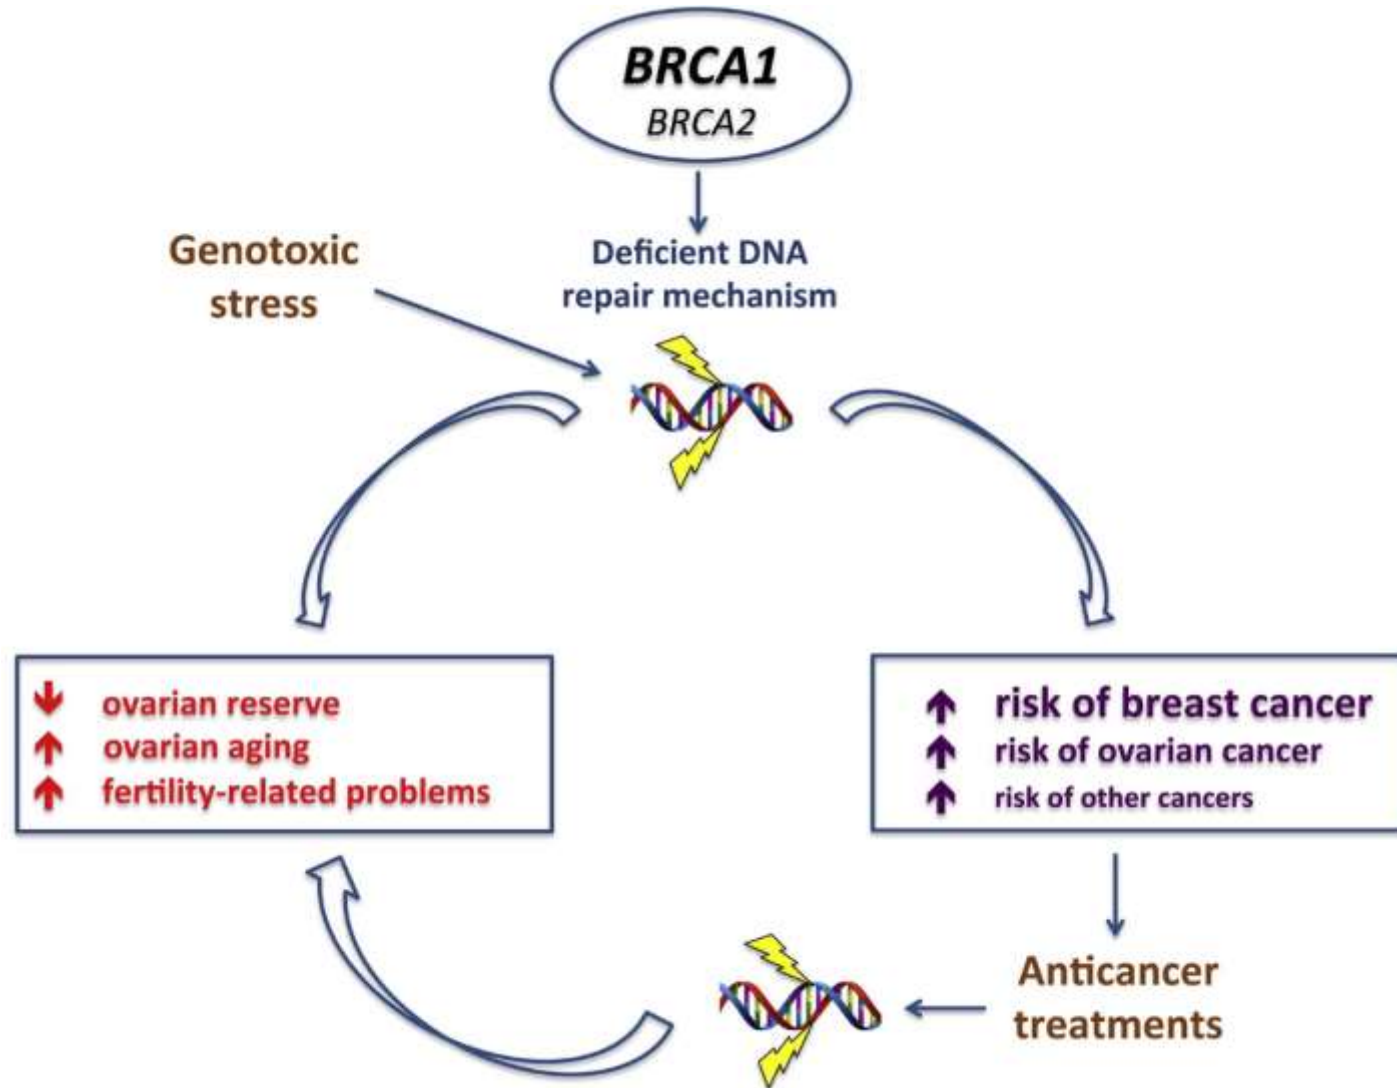 BRCA1
BRCA2
Deficient DNA
repair mechanism
Genotoxic
stress
ovarian reserve
ovarian aging
fertility-related problems
risk of breast cancer
risk of ovarian cancer
risk of other cancers
Anticancer
treatments